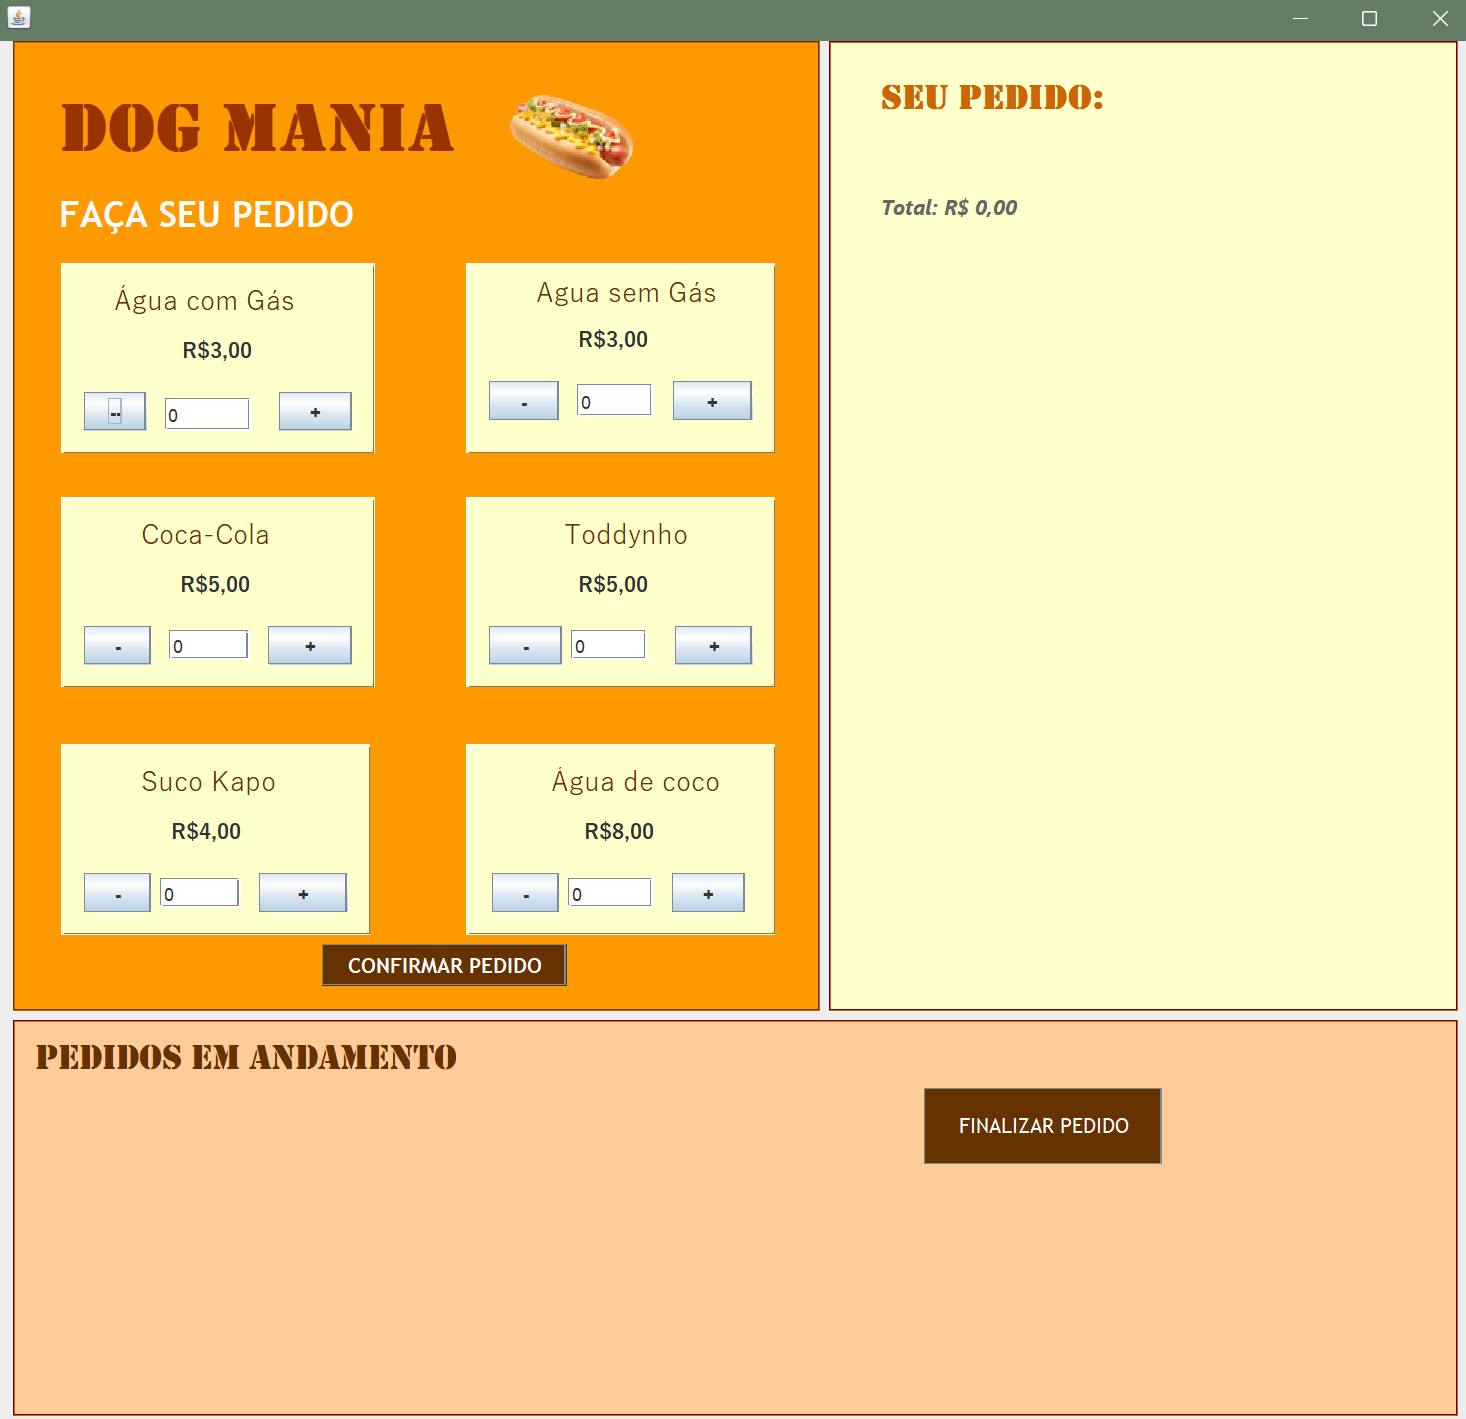 DOG MANIA
FAÇA SEU PEDIDO
Água com Gás
R$3,00
-- 0 +
Agua sem Gás
R$3,00
- 0 +
Coca-Cola
R$5,00
- 0 +
Toddynho
R$5,00
- 0 +
Suco Kapo
R$4,00
- 0 +
Água de coco
R$8,00
- 0 +
CONFIRMAR PEDIDO
SEU PEDIDO:
Total: R$ 0,00
PEDIDOS EM ANDAMENTO
FINALIZAR PEDIDO